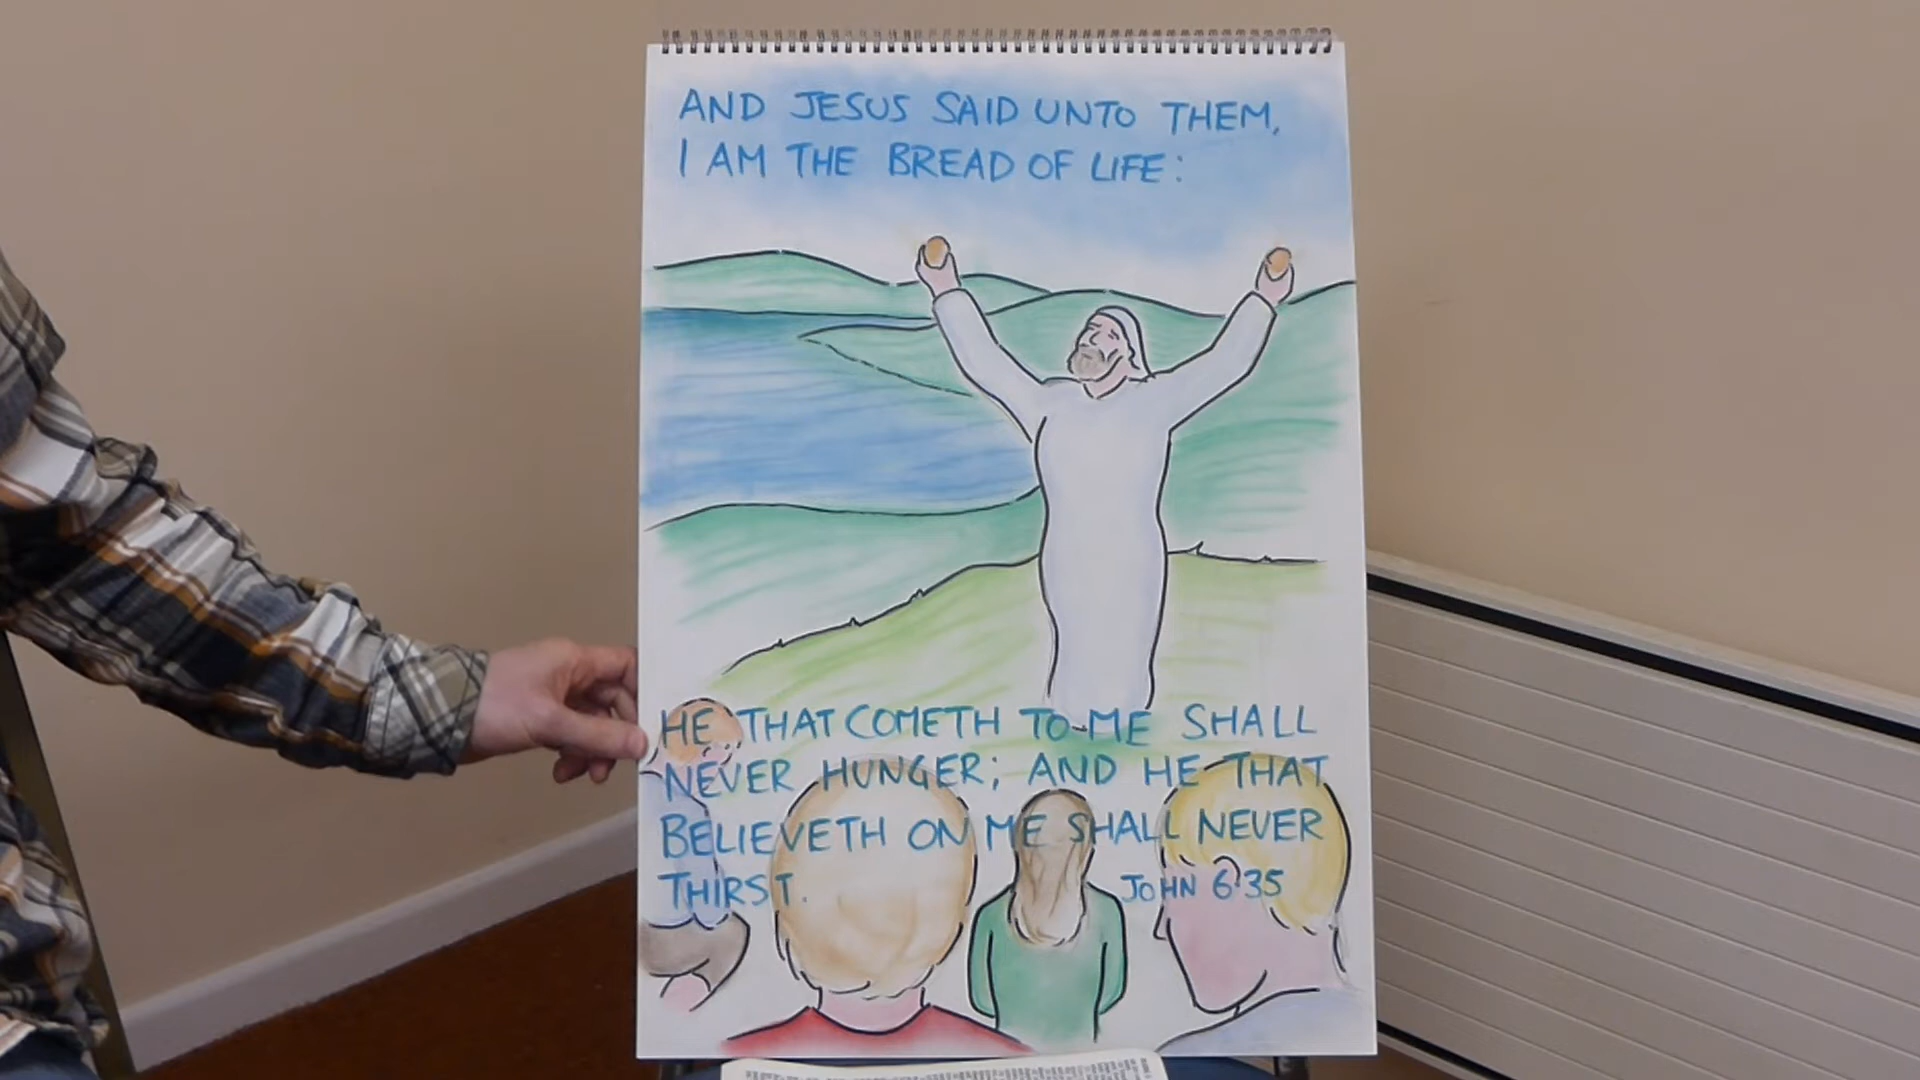 AND JESUS SAID UNTO THEM,
I AM THE BREAD OF LIFE:
HE THAT COMETH TO ME SHALL
NEVER HUNGER; AND HE THAT
BELIEVETH ON ME SHALL NEVER
THIRST. JOHN 6:35